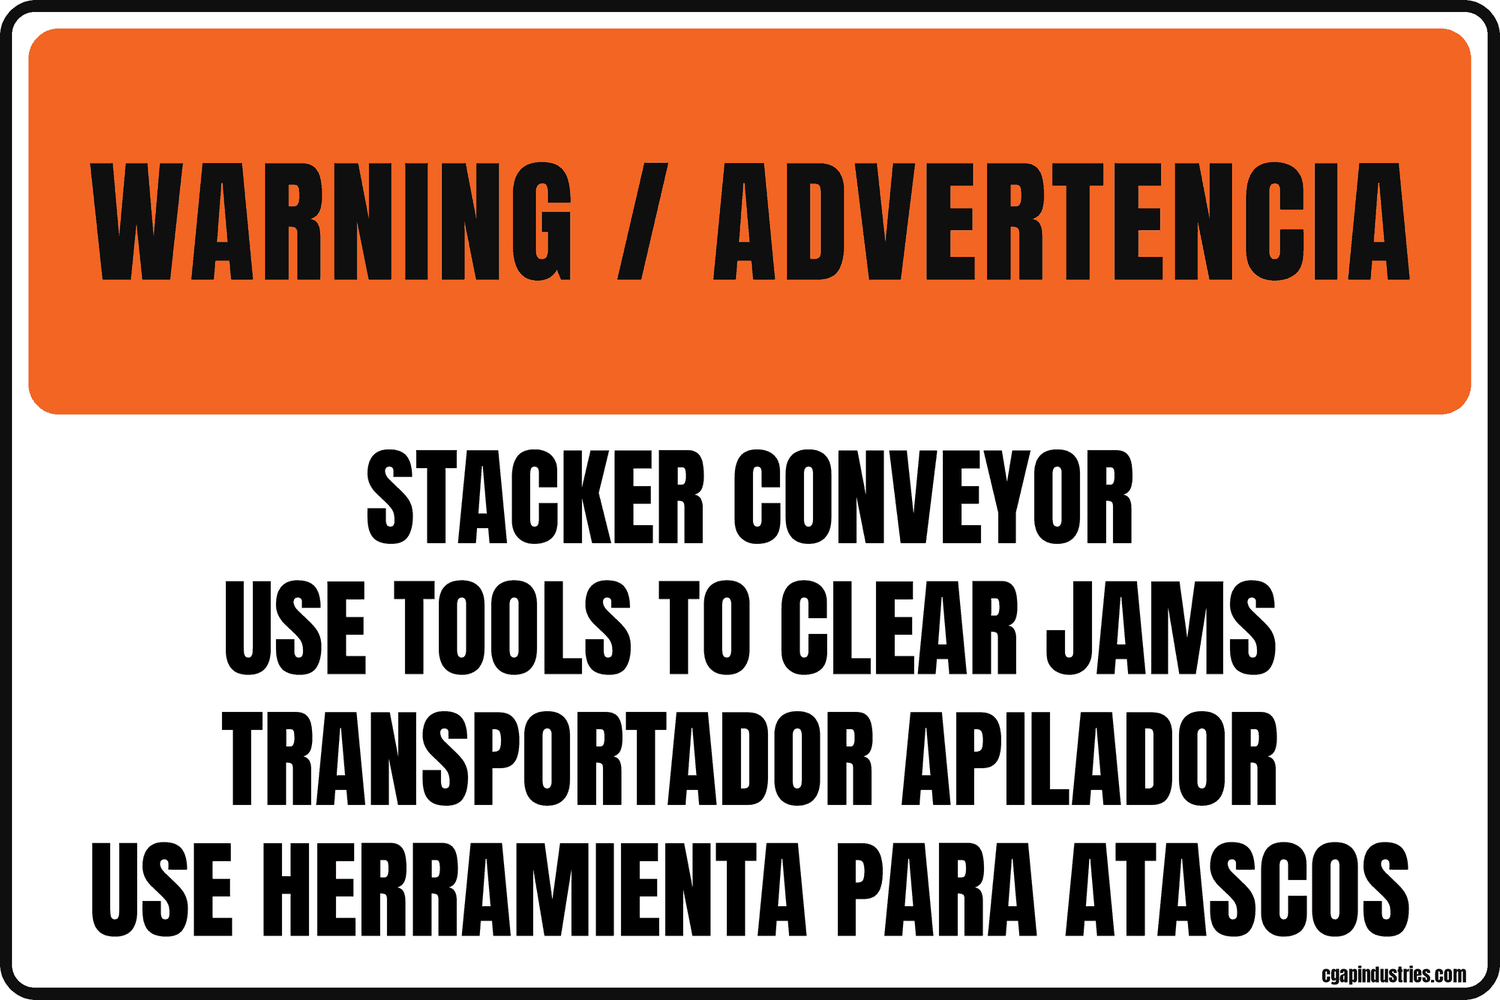 WARNING / ADVERTENCIA
STACKER CONVEYOR
USE TOOLS TO CLEAR JAMS
TRANSPORTADOR APILADOR
USE HERRAMIENTA PARA ATASCOS
cgapindustries.com